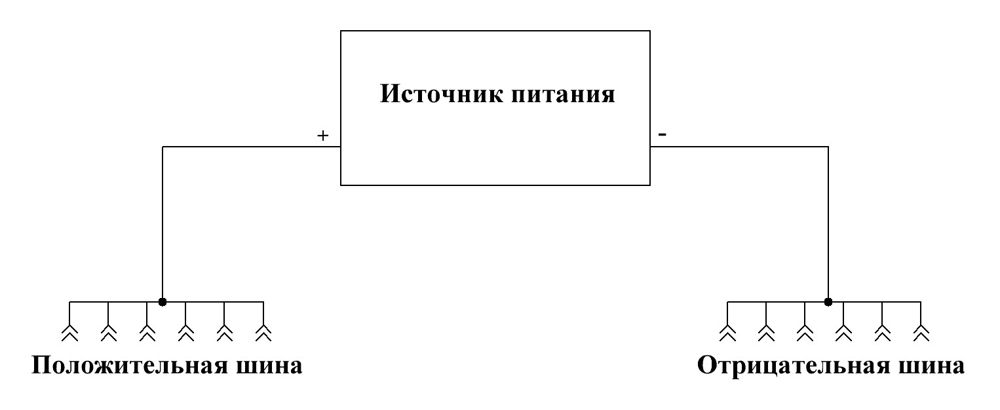 Источник питания
+
-
Положительная шина
Отрицательная шина